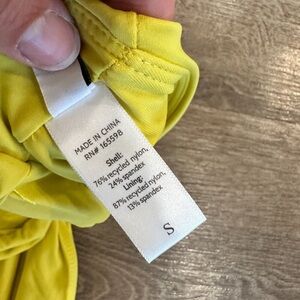 MADE IN CHINA
RN# 165598
Shell:
76% recycled nylon,
24% spandex
Lining:
87% recycled nylon,
13% spandex
S